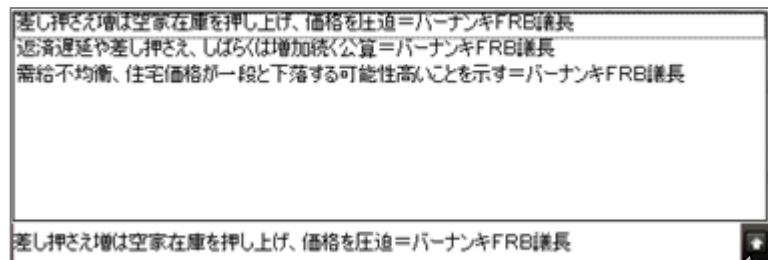 差し押さえ増は空家在庫を押し上げ、価格を圧迫＝バーナンキFRB議長
返済遅延や差し押さえ、しばらくは増加続く公算＝バーナンキFRB議長
需給不均衡、住宅価格が一段と下落する可能性高いことを示す＝バーナンキFRB議長
差し押さえ増は空家在庫を押し上げ、価格を圧迫＝バーナンキFRB議長